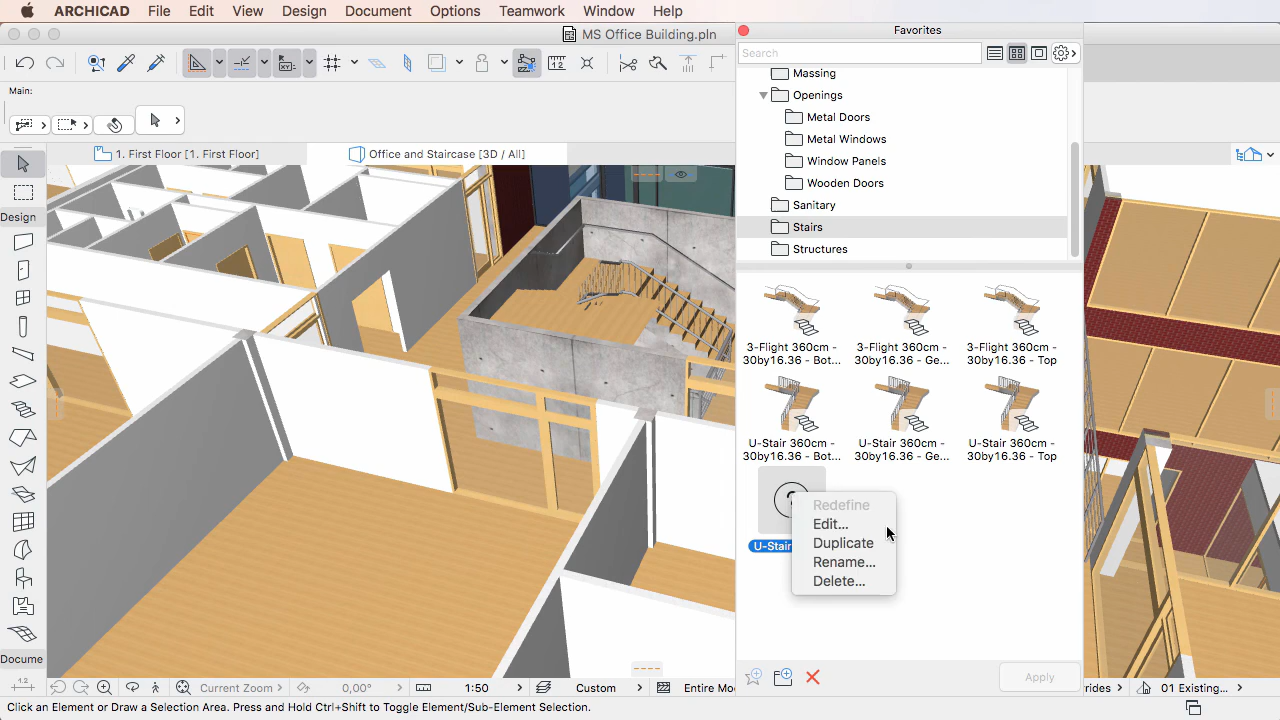 ARCHICAD File Edit View Design Document Options Teamwork Window Help
MS Office Building.pln
Favorites
Search
Main:
Massing
Openings
Metal Doors
Metal Windows
Window Panels
Wooden Doors
Sanitary
Stairs
Structures
1. First Floor [1. First Floor]
Office and Staircase [3D / All]
Design
3-Flight 360cm - 30by16.36 - Bot...
3-Flight 360cm - 30by16.36 - Ge...
3-Flight 360cm - 30by16.36 - Top
U-Stair 360cm - 30by16.36 - Bot...
U-Stair 360cm - 30by16.36 - Ge...
U-Stair 360cm - 30by16.36 - Top
U-Stair
Redefine
Edit...
Duplicate
Rename...
Delete...
Docume
Apply
Current Zoom
0,00°
1:50
Custom
Entire Mo
rides
01 Existing...
Click an Element or Draw a Selection Area. Press and Hold Ctrl+Shift to Toggle Element/Sub-Element Selection.